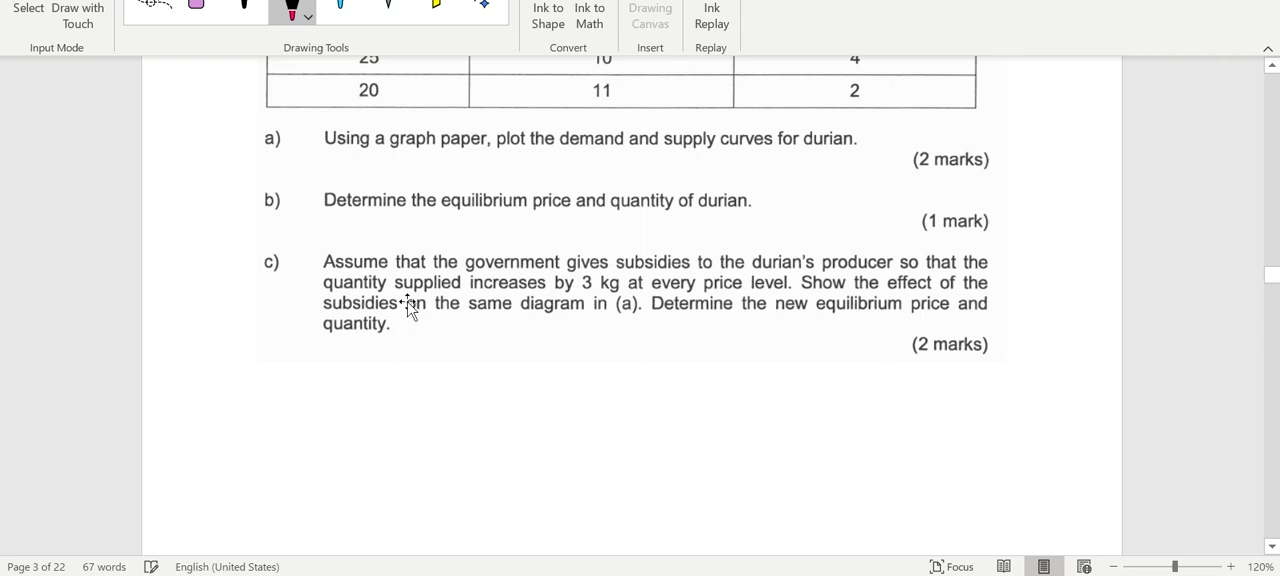 Select Draw with Touch
Ink to Shape Ink to Math Drawing Canvas Ink Replay
Input Mode Drawing Tools Convert Insert Replay
25 10 4
20 11 2
a) Using a graph paper, plot the demand and supply curves for durian.
(2 marks)
b) Determine the equilibrium price and quantity of durian.
(1 mark)
c) Assume that the government gives subsidies to the durian's producer so that the
quantity supplied increases by 3 kg at every price level. Show the effect of the
subsidies on the same diagram in (a). Determine the new equilibrium price and
quantity.
(2 marks)
Page 3 of 22 67 words English (United States) Focus − + 120%